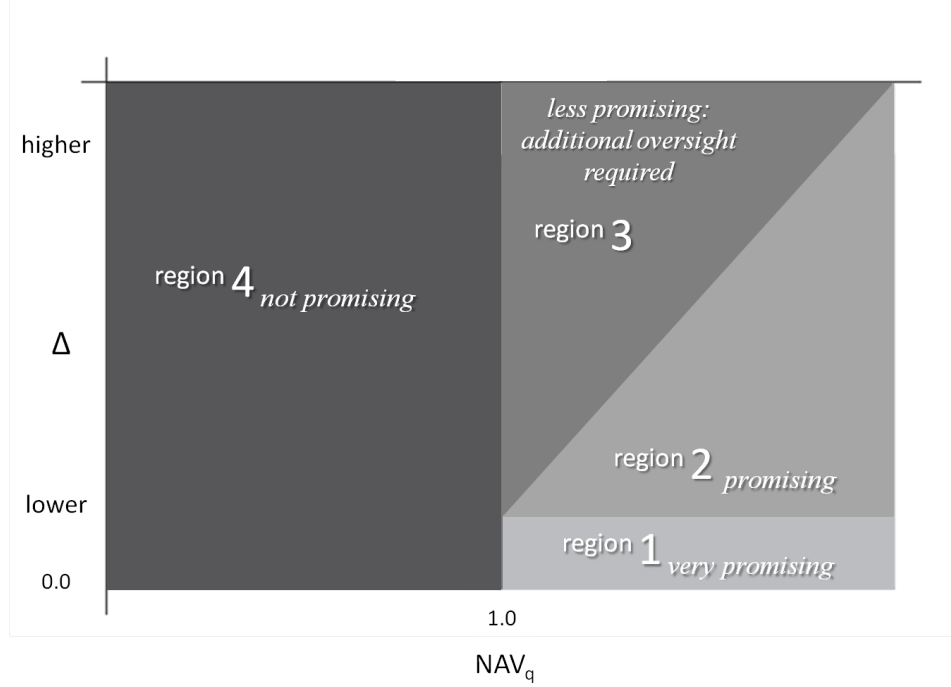 higher
less promising:
additional oversight
required
region 3
region 4 not promising
Δ
region 2 promising
lower
region 1 very promising
0.0
1.0
NAVq